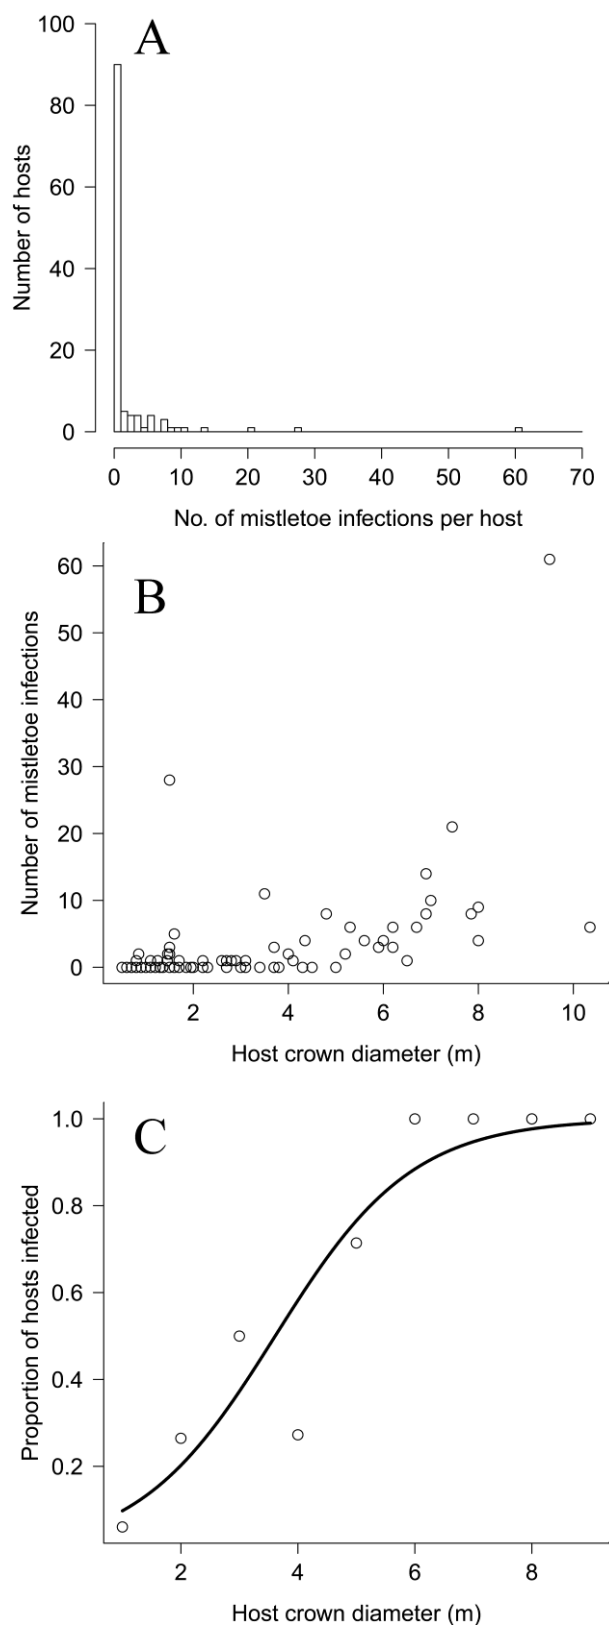 A
100
80
60
40
20
0
Number of hosts
0 10 20 30 40 50 60 70
No. of mistletoe infections per host
B
60
50
40
30
20
10
0
Number of mistletoe infections
2 4 6 8 10
Host crown diameter (m)
C
1.0
0.8
0.6
0.4
0.2
Proportion of hosts infected
2 4 6 8
Host crown diameter (m)